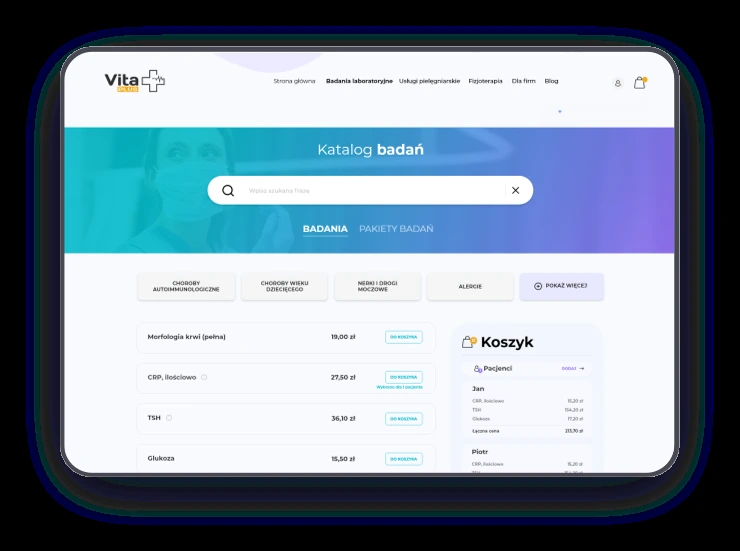 Vita
PLUS
Strona główna Badania laboratoryjne Usługi pielęgniarskie Fizjoterapia Dla firm Blog
Katalog badań
Wpisz szukaną frazę
BADANIA PAKIETY BADAŃ
CHOROBY
AUTOIMMUNOLOGICZNE
CHOROBY WIEKU
DZIECIĘCEGO
NERKI I DROGI
MOCZOWE
ALERGIE
POKAŻ WIĘCEJ
Morfologia krwi (pełna) 19,00 zł DO KOSZYKA
CRP, ilościowo 27,50 zł DO KOSZYKA
Wybrano dla 1 pacjenta
TSH 36,10 zł DO KOSZYKA
Glukoza 15,50 zł DO KOSZYKA
Koszyk
Pacjenci DODAJ
Jan
CRP, ilościowo 15,20 zł
TSH 134,20 zł
Glukoza 17,20 zł
Łączna cena 213,70 zł
Piotr
CRP, ilościowo 15,20 zł